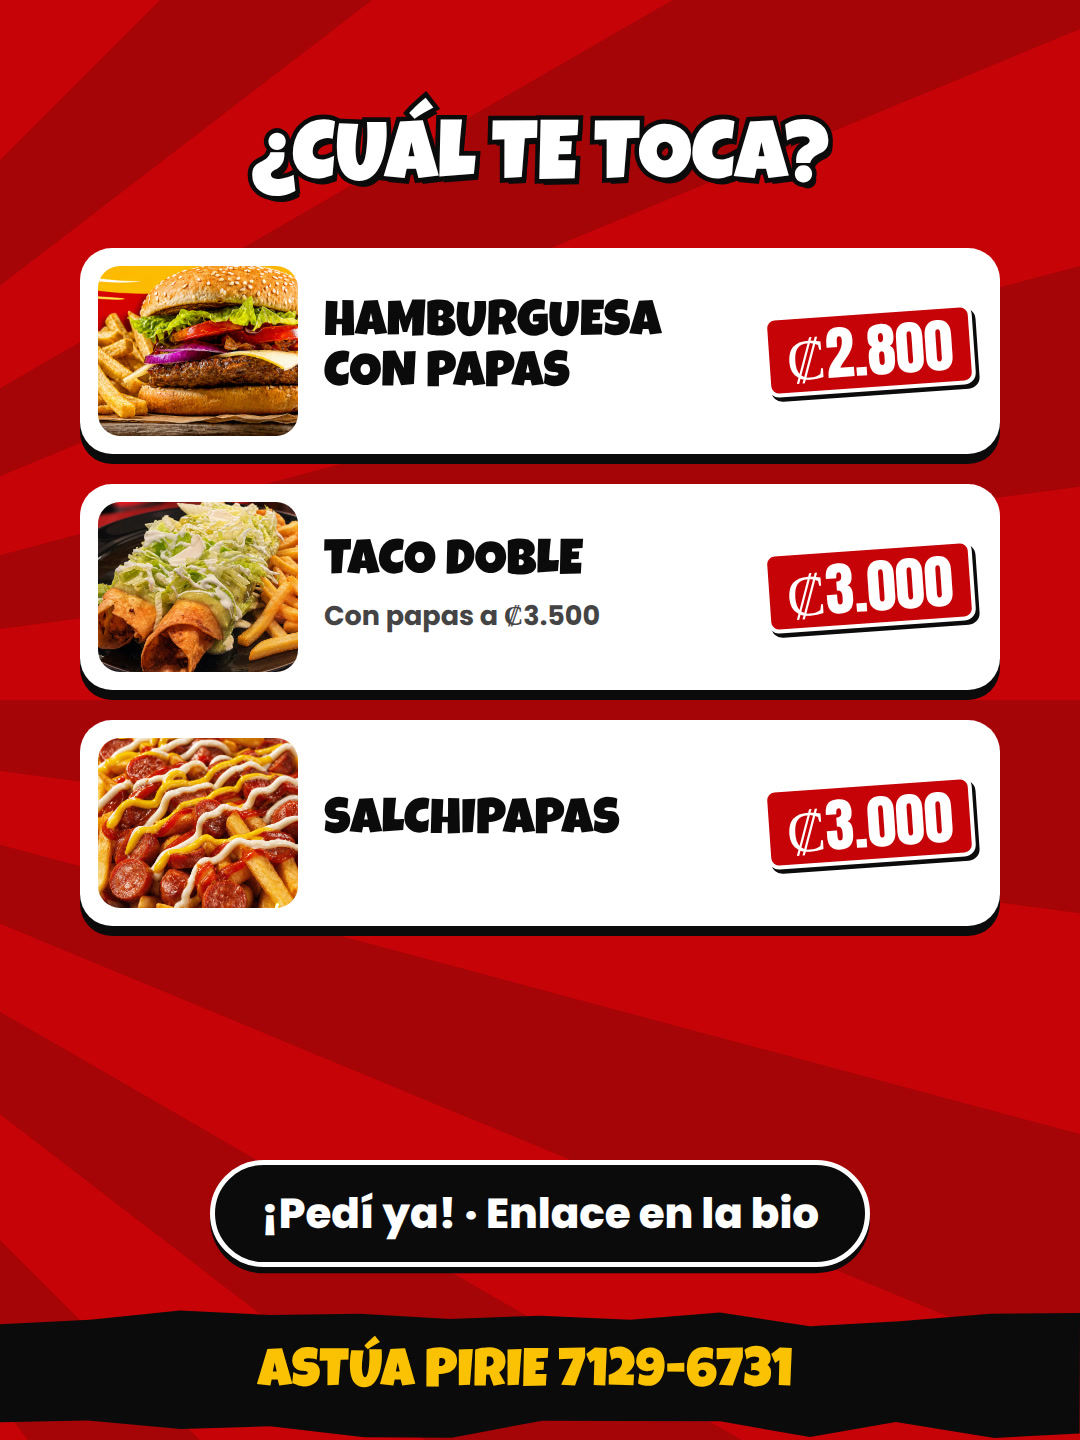 ¿CUÁL TE TOCA?
HAMBURGUESA
CON PAPAS
₡2.800
TACO DOBLE
Con papas a ₡3.500
₡3.000
SALCHIPAPAS
₡3.000
¡Pedí ya! · Enlace en la bio
ASTÚA PIRIE 7129-6731